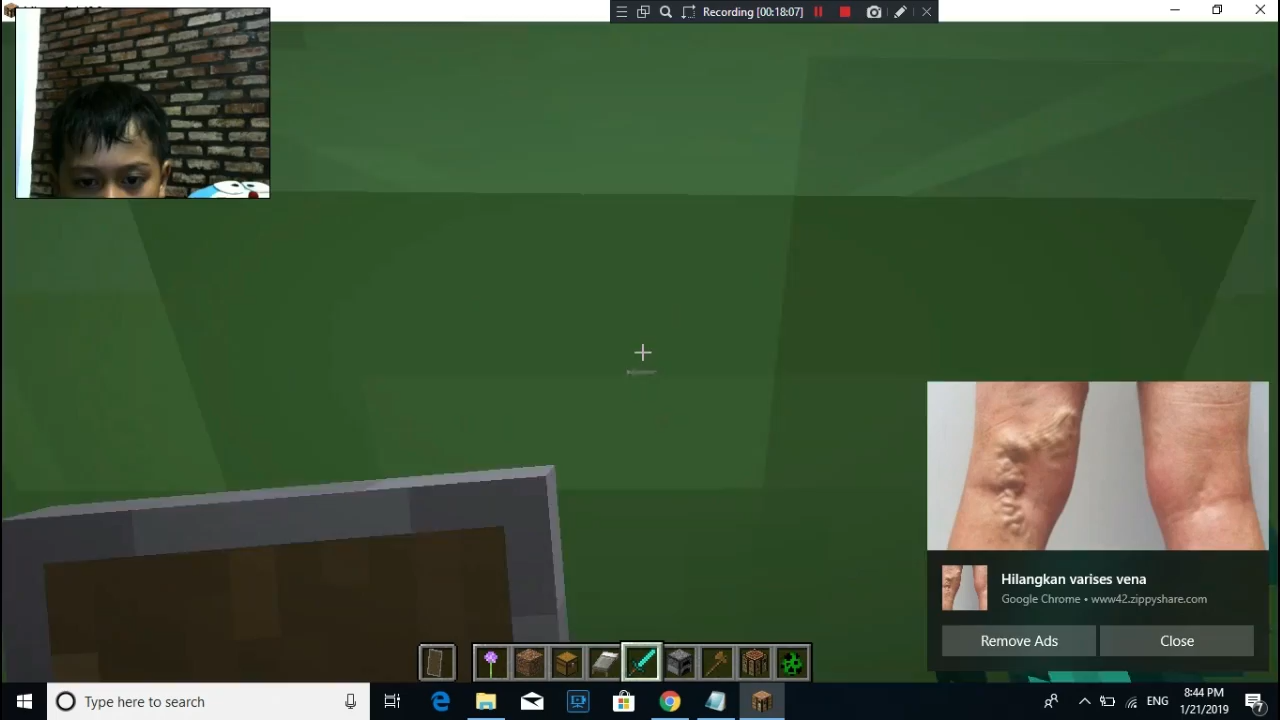 ding [00:18:07]
Hilangkan varises vena
Google Chrome • www42.zippyshare.com
Remove Ads
Close
Type here to search
ENG
8:44 PM
1/21/2019
7